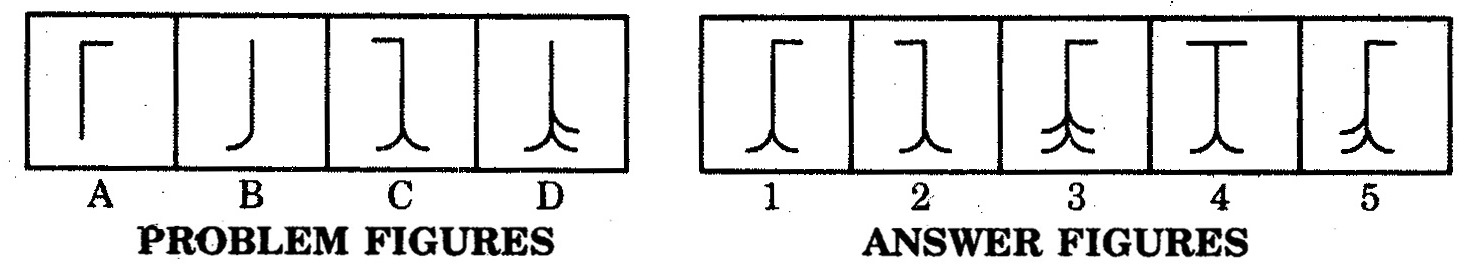 A B C D 1 2 3 4 5
PROBLEM FIGURES ANSWER FIGURES